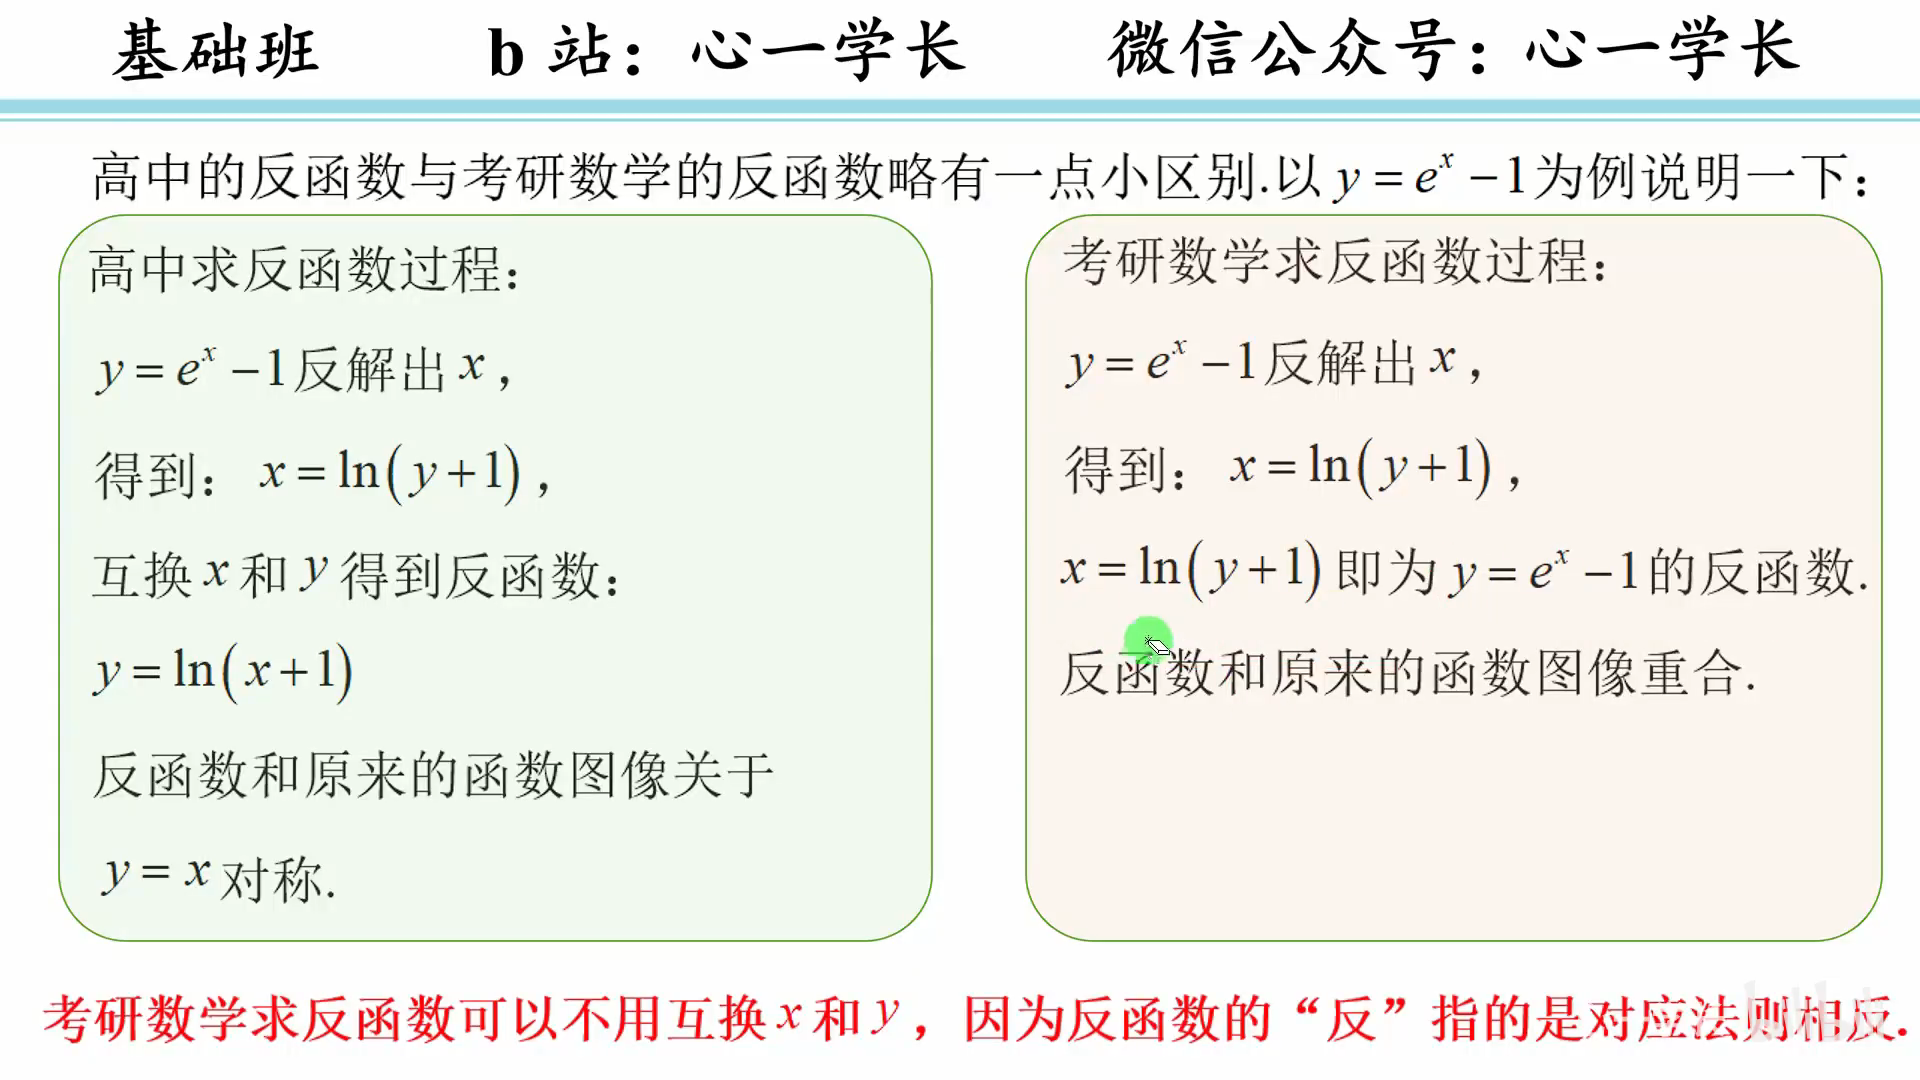 基础班 b 站：心一学长 微信公众号：心一学长
高中的反函数与考研数学的反函数略有一点小区别.以 y = eˣ − 1 为例说明一下：
高中求反函数过程：
y = eˣ − 1 反解出 x，
得到： x = ln(y+1)，
互换 x 和 y 得到反函数：
y = ln(x+1)
反函数和原来的函数图像关于
y = x 对称.
考研数学求反函数过程：
y = eˣ − 1 反解出 x，
得到： x = ln(y+1)，
x = ln(y+1) 即为 y = eˣ − 1 的反函数.
反函数和原来的函数图像重合.
考研数学求反函数可以不用互换 x 和 y，因为反函数的“反”指的是对应法则相反.